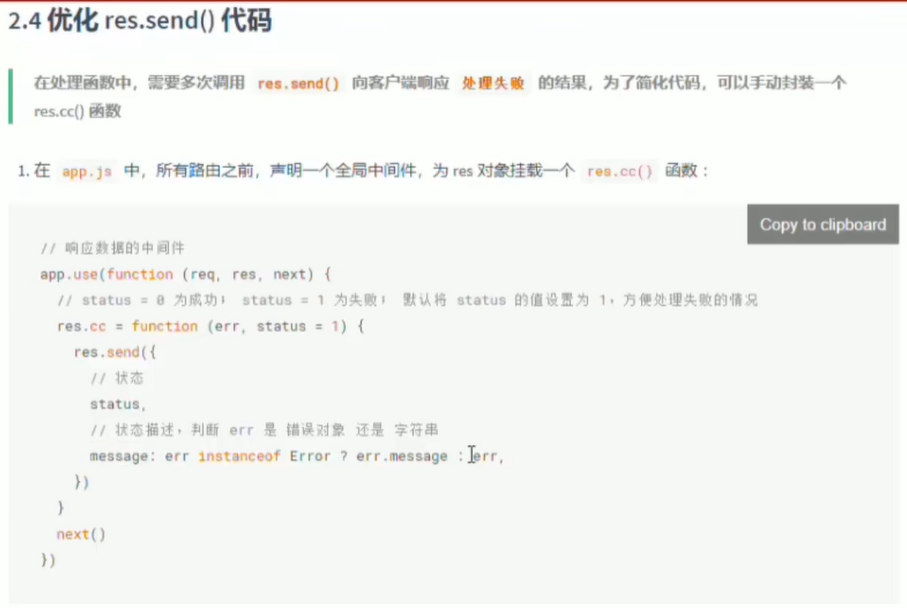 2.4 优化 res.send() 代码
在处理函数中，需要多次调用 res.send() 向客户端响应 处理失败 的结果，为了简化代码，可以手动封装一个
res.cc() 函数
1. 在 app.js 中，所有路由之前，声明一个全局中间件，为 res 对象挂载一个 res.cc() 函数：
Copy to clipboard
// 响应数据的中间件
app.use(function (req, res, next) {
// status = 0 为成功； status = 1 为失败； 默认将 status 的值设置为 1，方便处理失败的情况
res.cc = function (err, status = 1) {
res.send({
// 状态
status,
// 状态描述，判断 err 是 错误对象 还是 字符串
message: err instanceof Error ? err.message : err,
})
}
next()
})